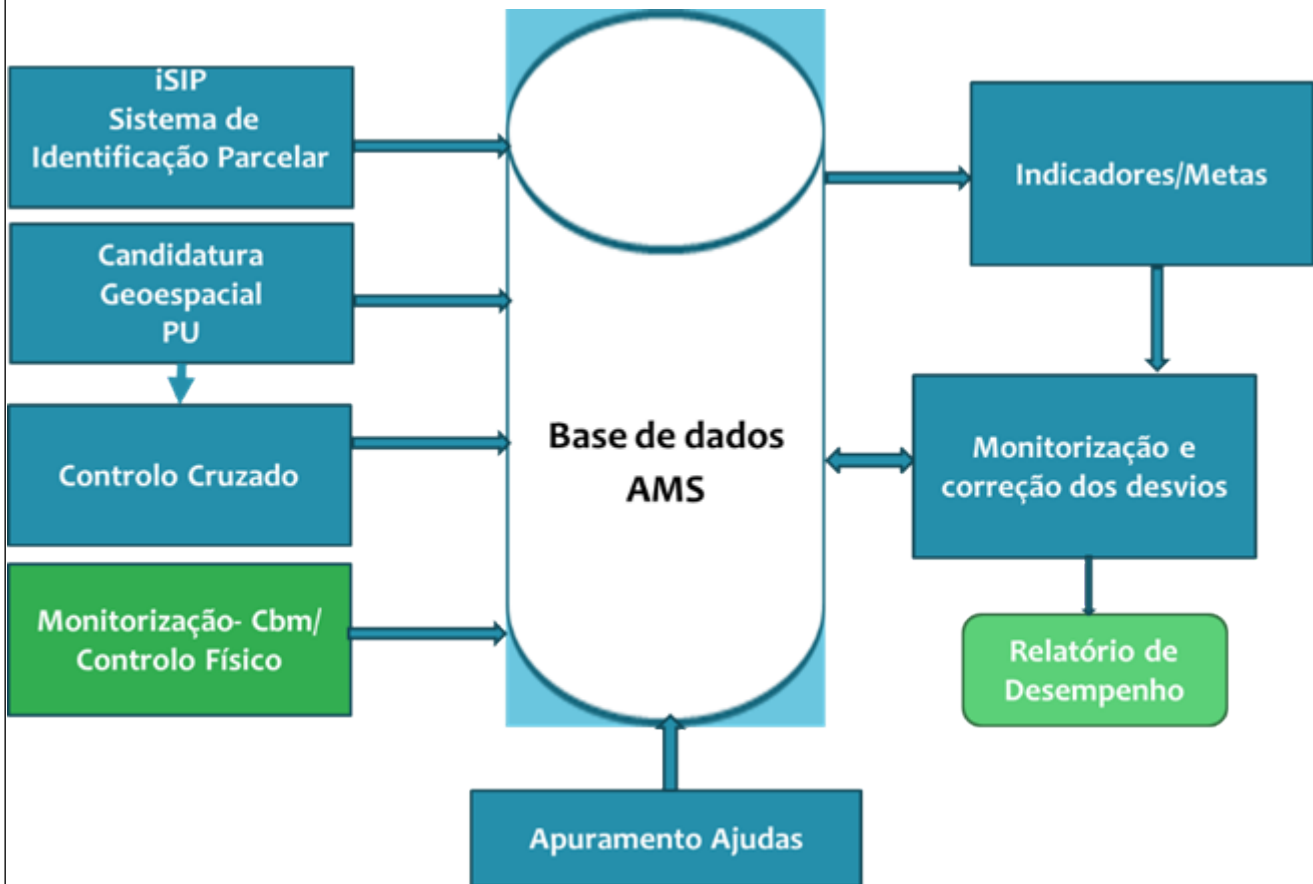 iSIP
Sistema de
Identificação Parcelar
Candidatura
Geoespacial
PU
Controlo Cruzado
Monitorização- Cbm/
Controlo Físico
Base de dados
AMS
Apuramento Ajudas
Indicadores/Metas
Monitorização e
correção dos desvios
Relatório de
Desempenho